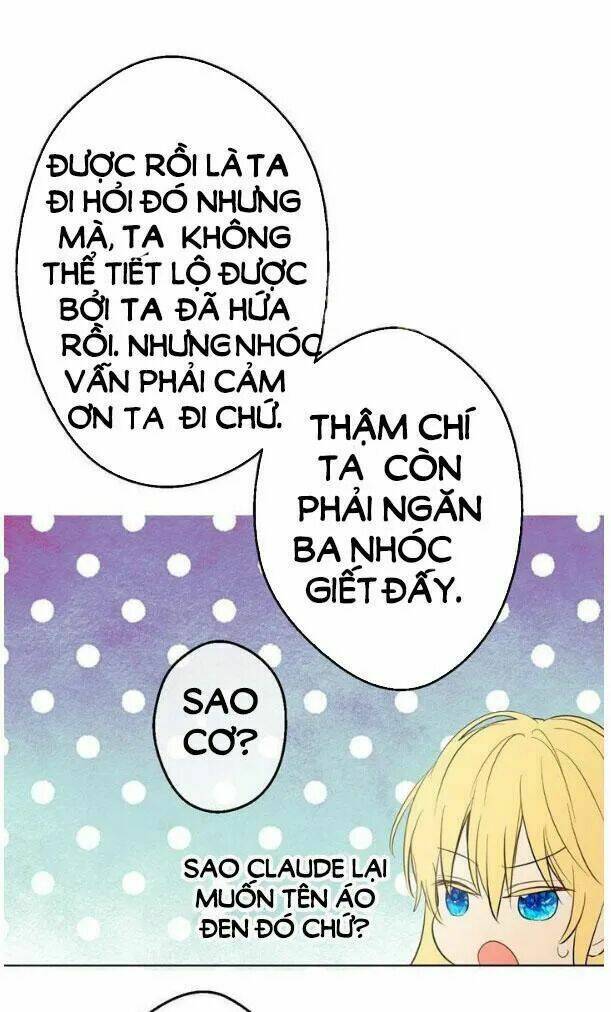 ĐƯỢC RỒI LÀ TA
ĐI HỎI ĐÓ NHƯNG
MÀ, TA KHÔNG
THỂ TIẾT LỘ ĐƯỢC
BỞI TA ĐÃ HỨA
RỒI. NHƯNG NHÓC
VẪN PHẢI CẢM
ƠN TA ĐI CHỨ.
THẬM CHÍ
TA CÒN
PHẢI NGĂN
BA NHÓC
GIẾT ĐẤY.
SAO
CƠ?
SAO CLAUDE LẠI
MUỐN TÊN ÁO
ĐEN ĐÓ CHỨ?